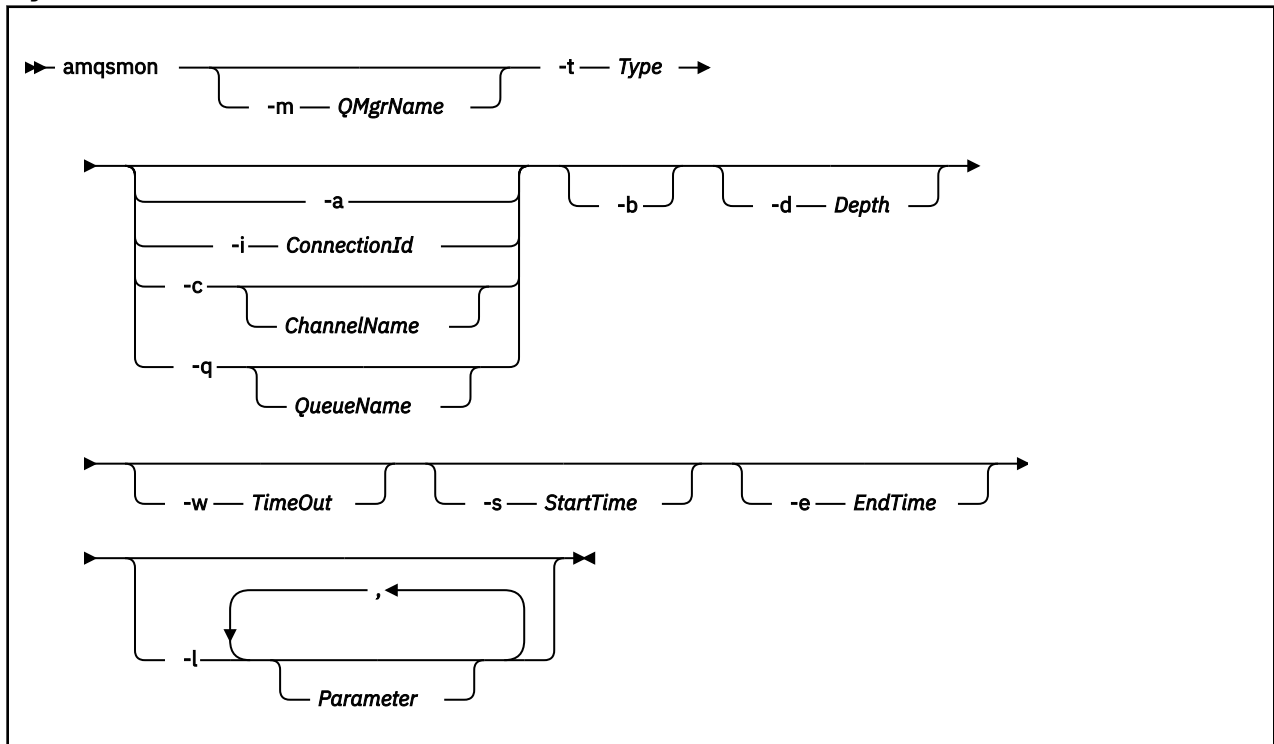 amqsmon -t Type
-m QMgrName
-a
-b
-d Depth
-i ConnectionId
-c
ChannelName
-q
QueueName
-w TimeOut
-s StartTime
-e EndTime
,
-l
Parameter